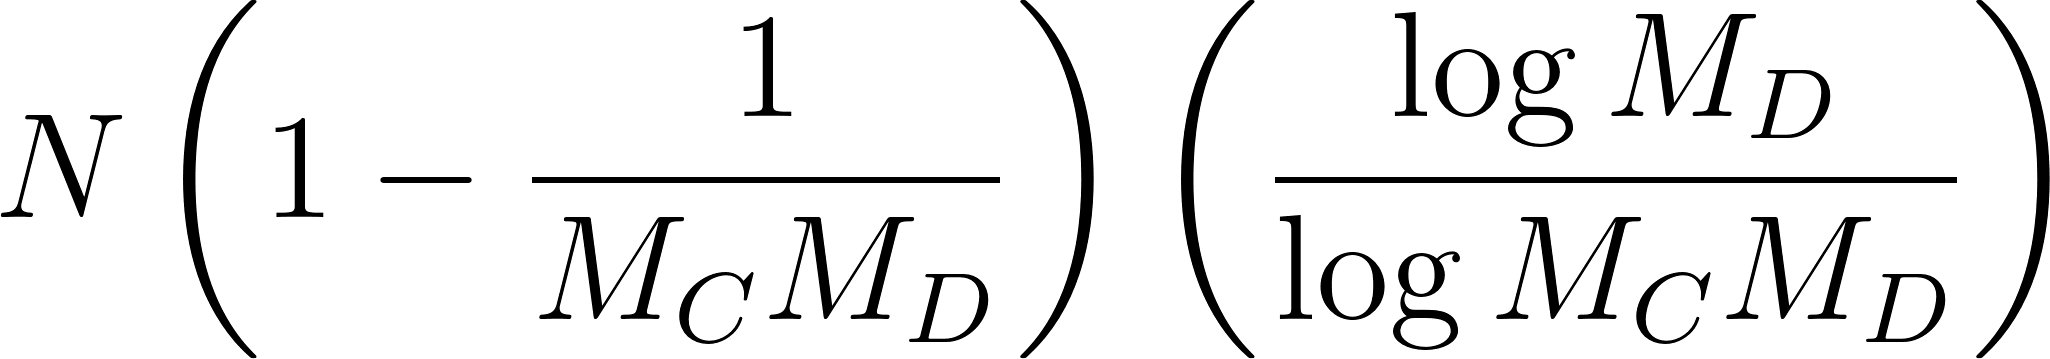 N \left( 1 - \frac{1}{M_C M_D} \right) \left( \frac{\log M_D}{\log M_C M_D} \right)